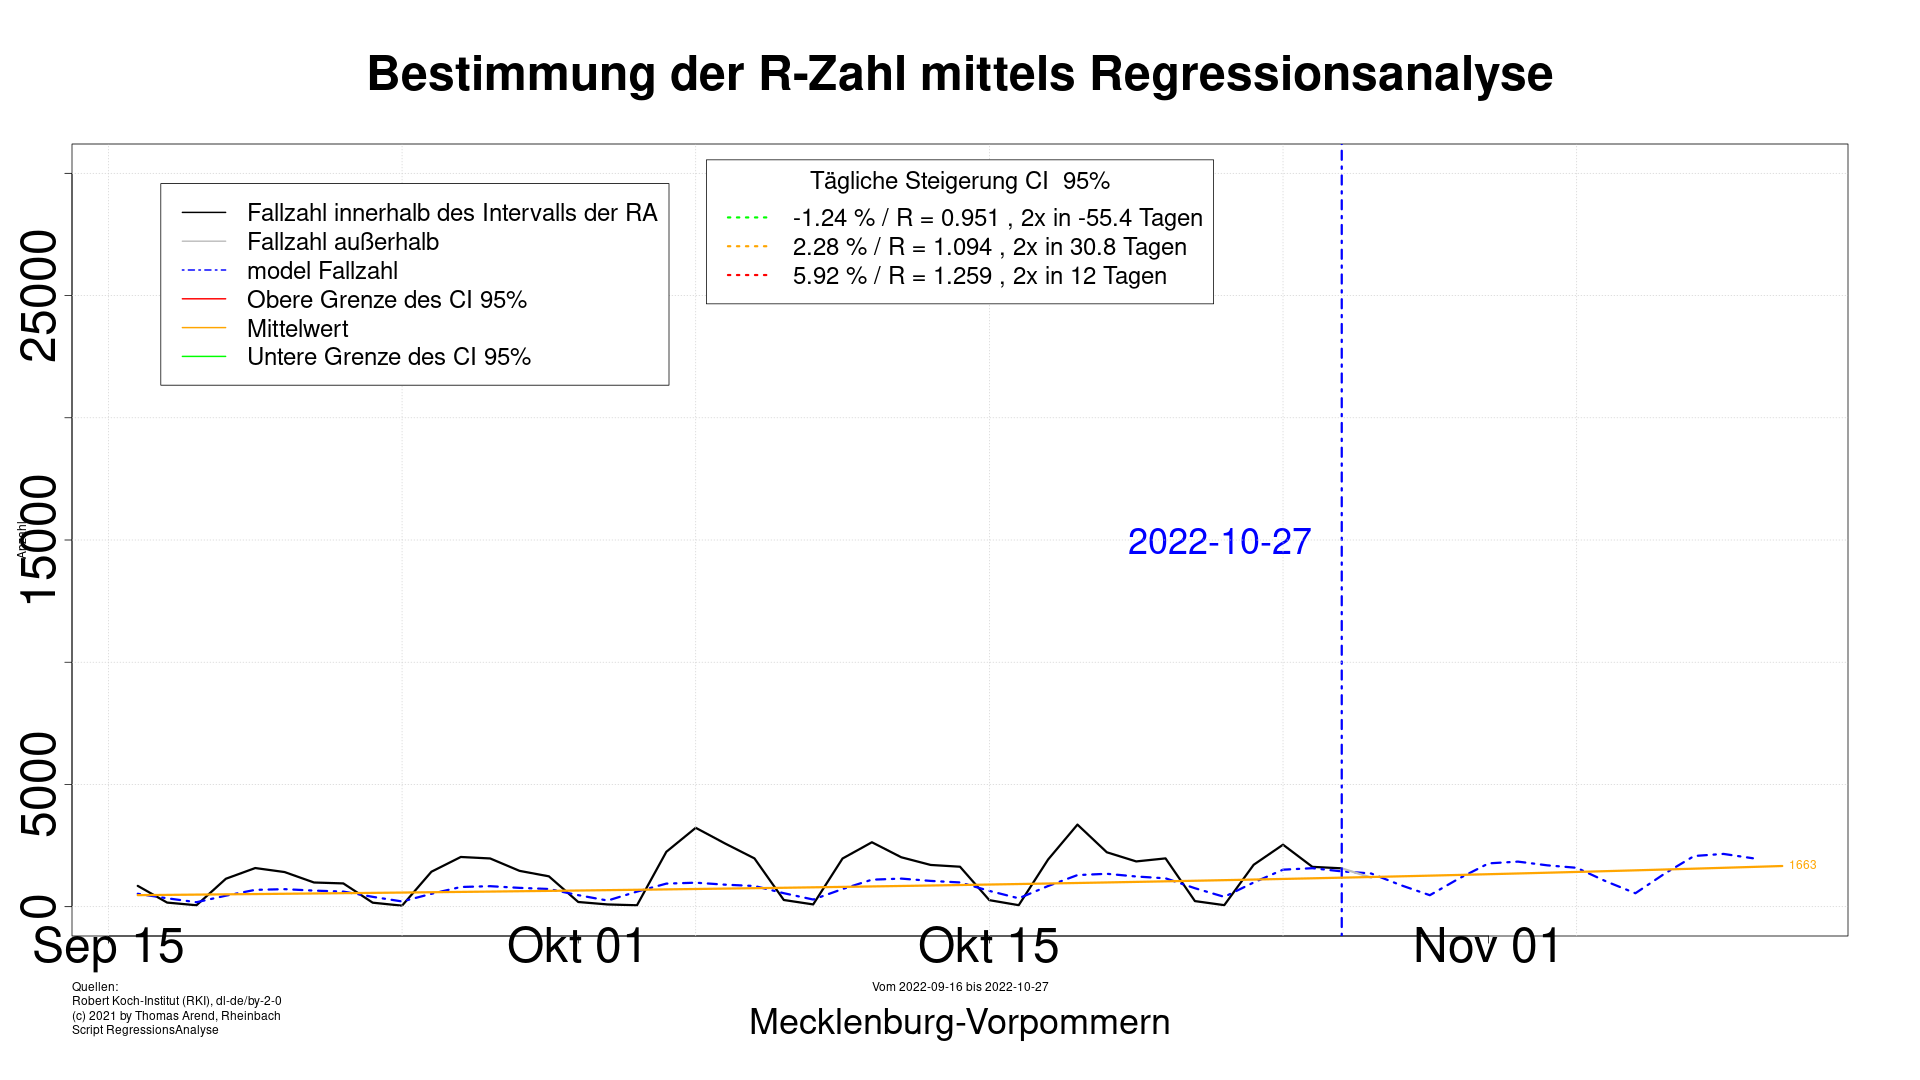 Bestimmung der R-Zahl mittels Regressionsanalyse
Fallzahl innerhalb des Intervalls der RA
Fallzahl außerhalb
model Fallzahl
Obere Grenze des CI 95%
Mittelwert
Untere Grenze des CI 95%
Tägliche Steigerung CI  95%
-1.24 % / R = 0.951 , 2x in -55.4 Tagen
2.28 % / R = 1.094 , 2x in 30.8 Tagen
5.92 % / R = 1.259 , 2x in 12 Tagen
25000
15000
5000
0
Anzahl
2022-10-27
1663
Sep 15
Okt 01
Okt 15
Nov 01
Quellen:
Robert Koch-Institut (RKI), dl-de/by-2-0
(c) 2021 by Thomas Arend, Rheinbach
Script RegressionsAnalyse
Vom 2022-09-16 bis 2022-10-27
Mecklenburg-Vorpommern